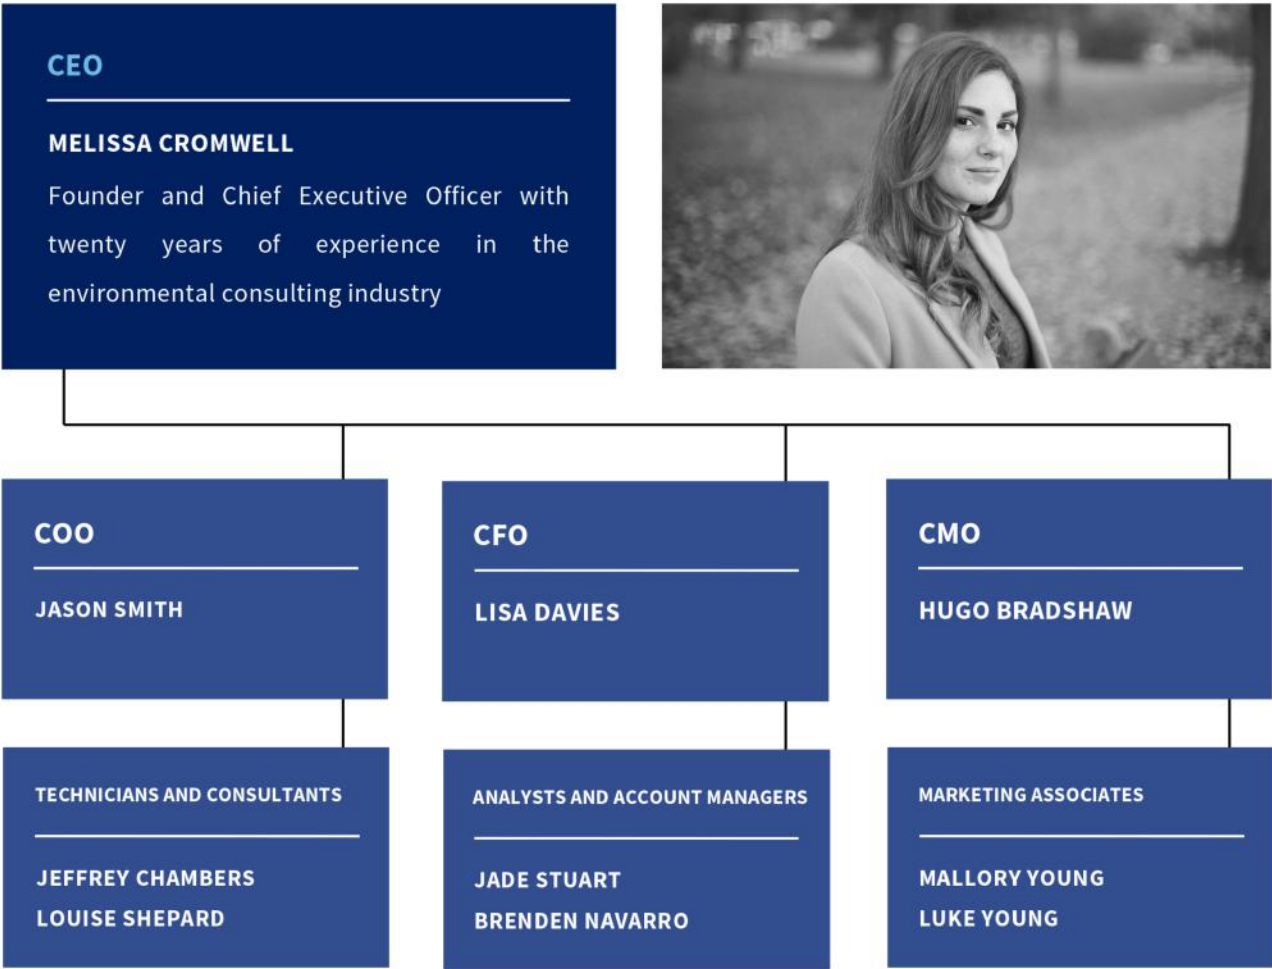 CEO
MELISSA CROMWELL
Founder and Chief Executive Officer with
twenty years of experience in the
environmental consulting industry
COO
JASON SMITH
CFO
LISA DAVIES
CMO
HUGO BRADSHAW
TECHNICIANS AND CONSULTANTS
JEFFREY CHAMBERS
LOUISE SHEPARD
ANALYSTS AND ACCOUNT MANAGERS
JADE STUART
BRENDEN NAVARRO
MARKETING ASSOCIATES
MALLORY YOUNG
LUKE YOUNG